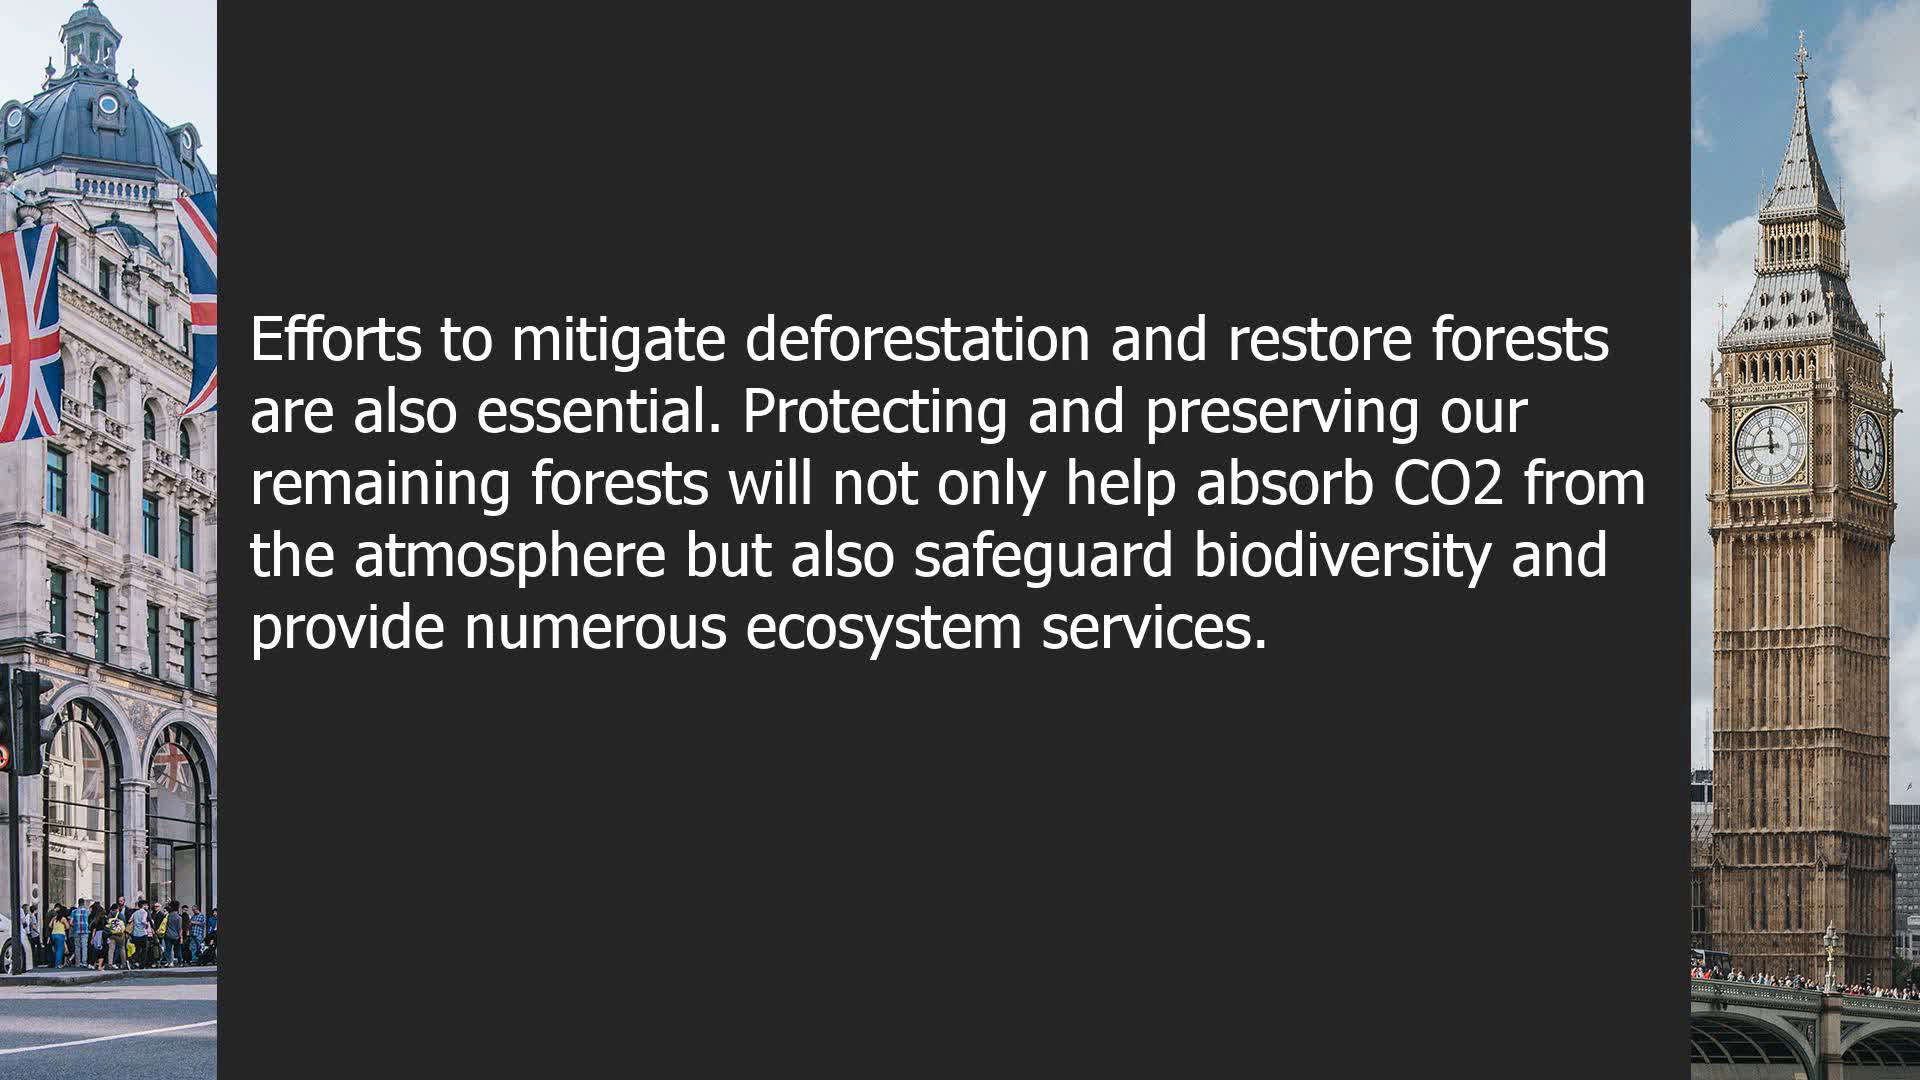 Efforts to mitigate deforestation and restore forests
are also essential. Protecting and preserving our
remaining forests will not only help absorb CO2 from
the atmosphere but also safeguard biodiversity and
provide numerous ecosystem services.